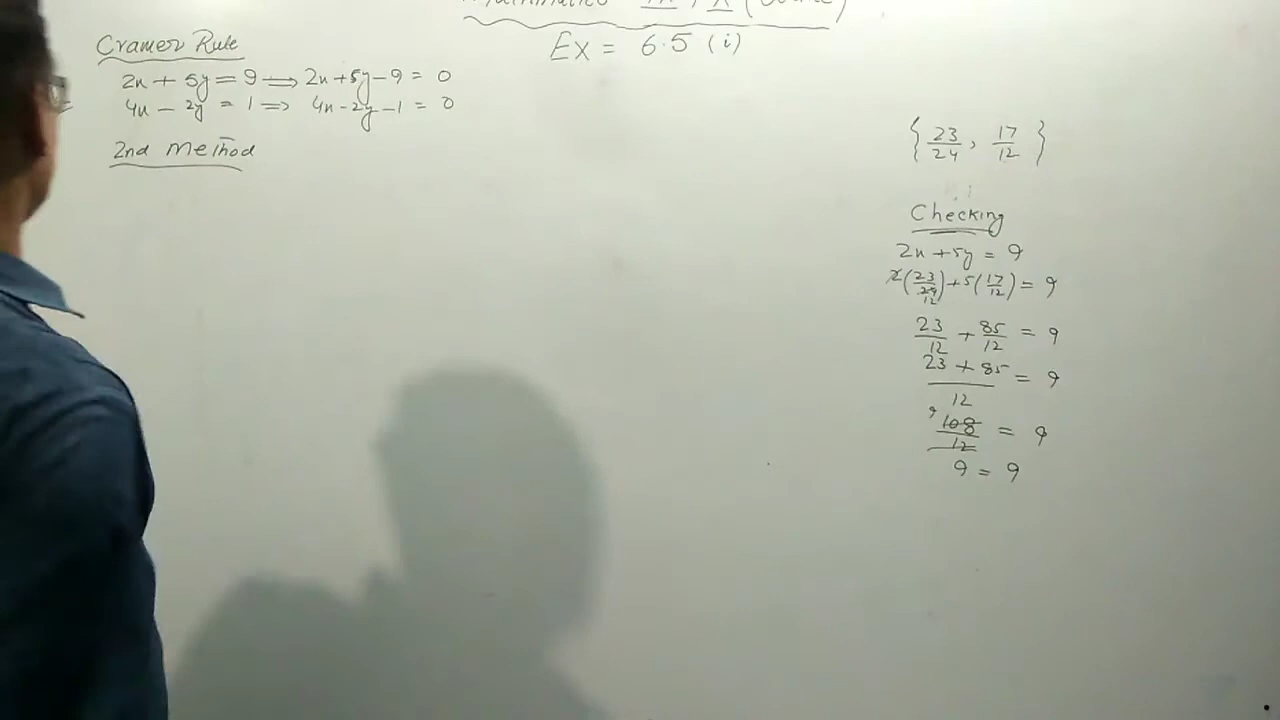 Ex = 6.5 (i)
Cramer Rule
2x + 5y = 9 ⟹ 2x + 5y - 9 = 0
4x - 2y = 1 ⟹ 4x - 2y - 1 = 0
2nd Method
{ 23/24 , 17/12 }
Checking
2x + 5y = 9
2(23/24 12) + 5(17/12) = 9
23/12 + 85/12 = 9
23 + 85 / 12 = 9
9 108/12 = 9
9 = 9